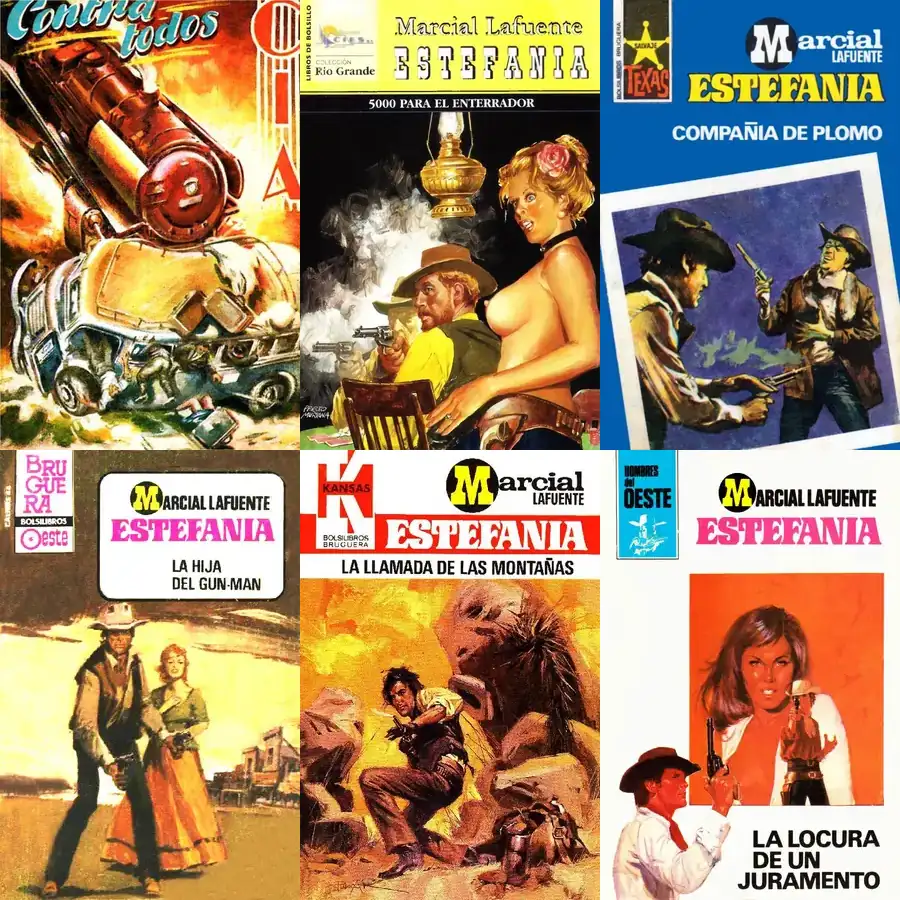 Contra
todos
C
I
A
LIBROS DE BOLSILLO
COLECCIÓN
Rio Grande
Marcial Lafuente
ESTEFANIA
5000 PARA EL ENTERRADOR
BOLSILIBROS BRUGUERA
SALVAJE
TEXAS
Marcial
LAFUENTE
ESTEFANIA
COMPAÑIA DE PLOMO
BRU
GUE
RA
BOLSILIBROS
Oeste
MARCIAL LAFUENTE
ESTEFANIA
LA HIJA
DEL GUN-MAN
KANSAS
K
BOLSILIBROS
BRUGUERA
Marcial
LAFUENTE
ESTEFANIA
LA LLAMADA DE LAS MONTAÑAS
HOMBRES
del
OESTE
MARCIAL LAFUENTE
ESTEFANIA
LA LOCURA
DE UN
JURAMENTO